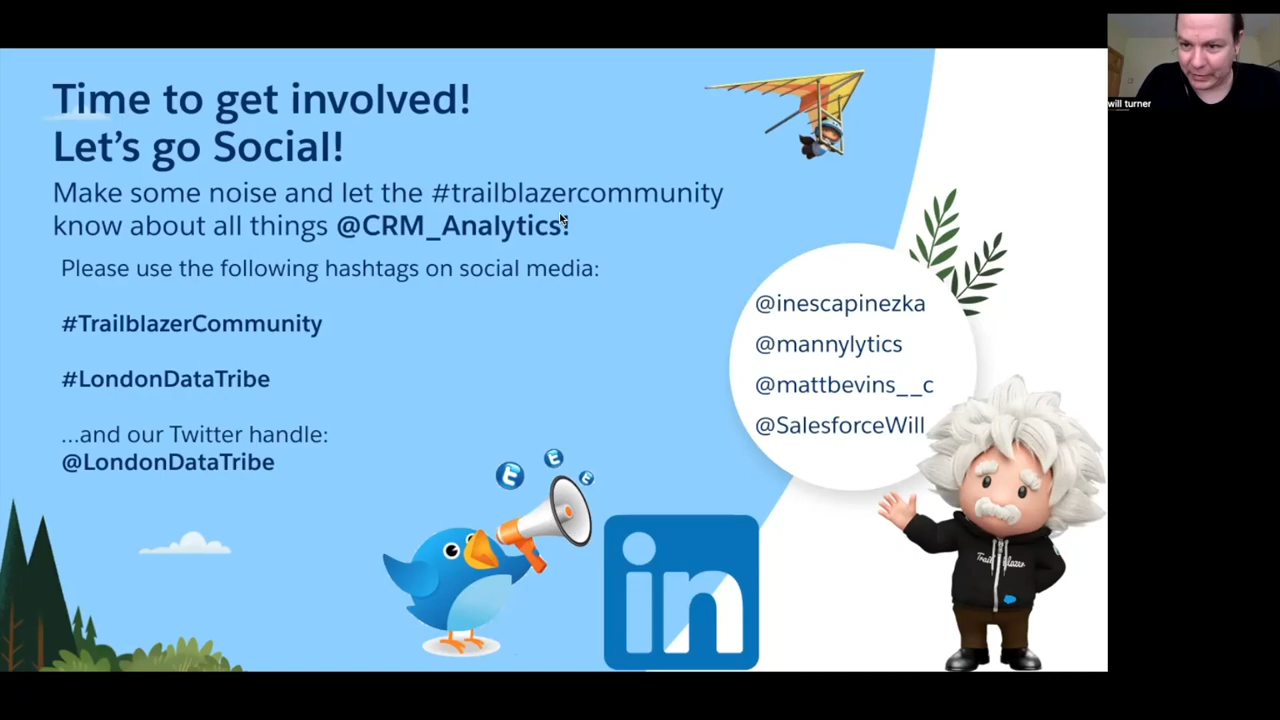 Time to get involved!
Let's go Social!
Make some noise and let the #trailblazercommunity
know about all things @CRM_Analytics!
Please use the following hashtags on social media:
#TrailblazerCommunity
#LondonDataTribe
...and our Twitter handle:
@LondonDataTribe
@inescapinezka
@mannylytics
@mattbevins__c
@SalesforceWill
in
Trailblazer
will turner